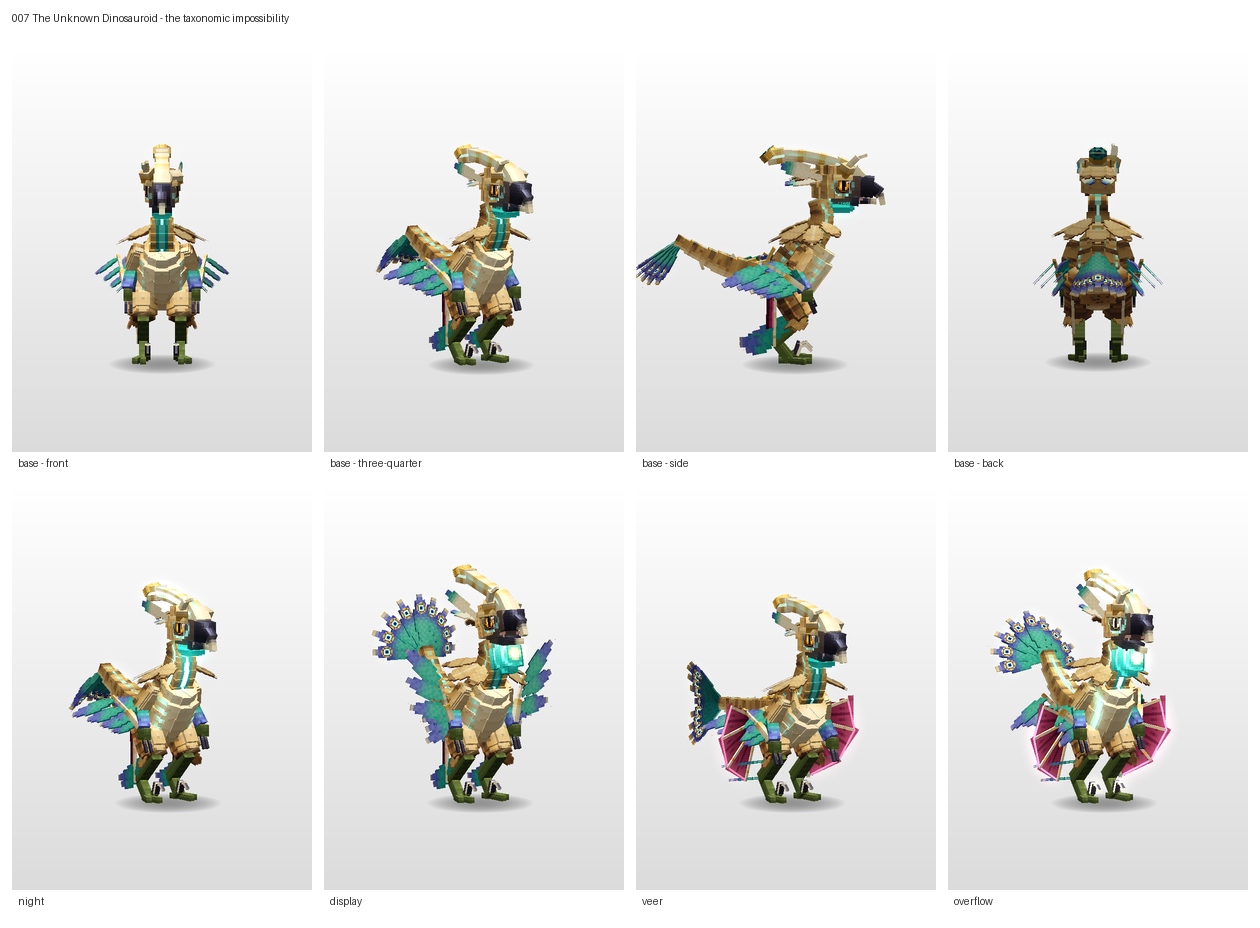 007 The Unknown Dinosauroid - the taxonomic impossibility
base - front
base - three-quarter
base - side
base - back
night
display
veer
overflow